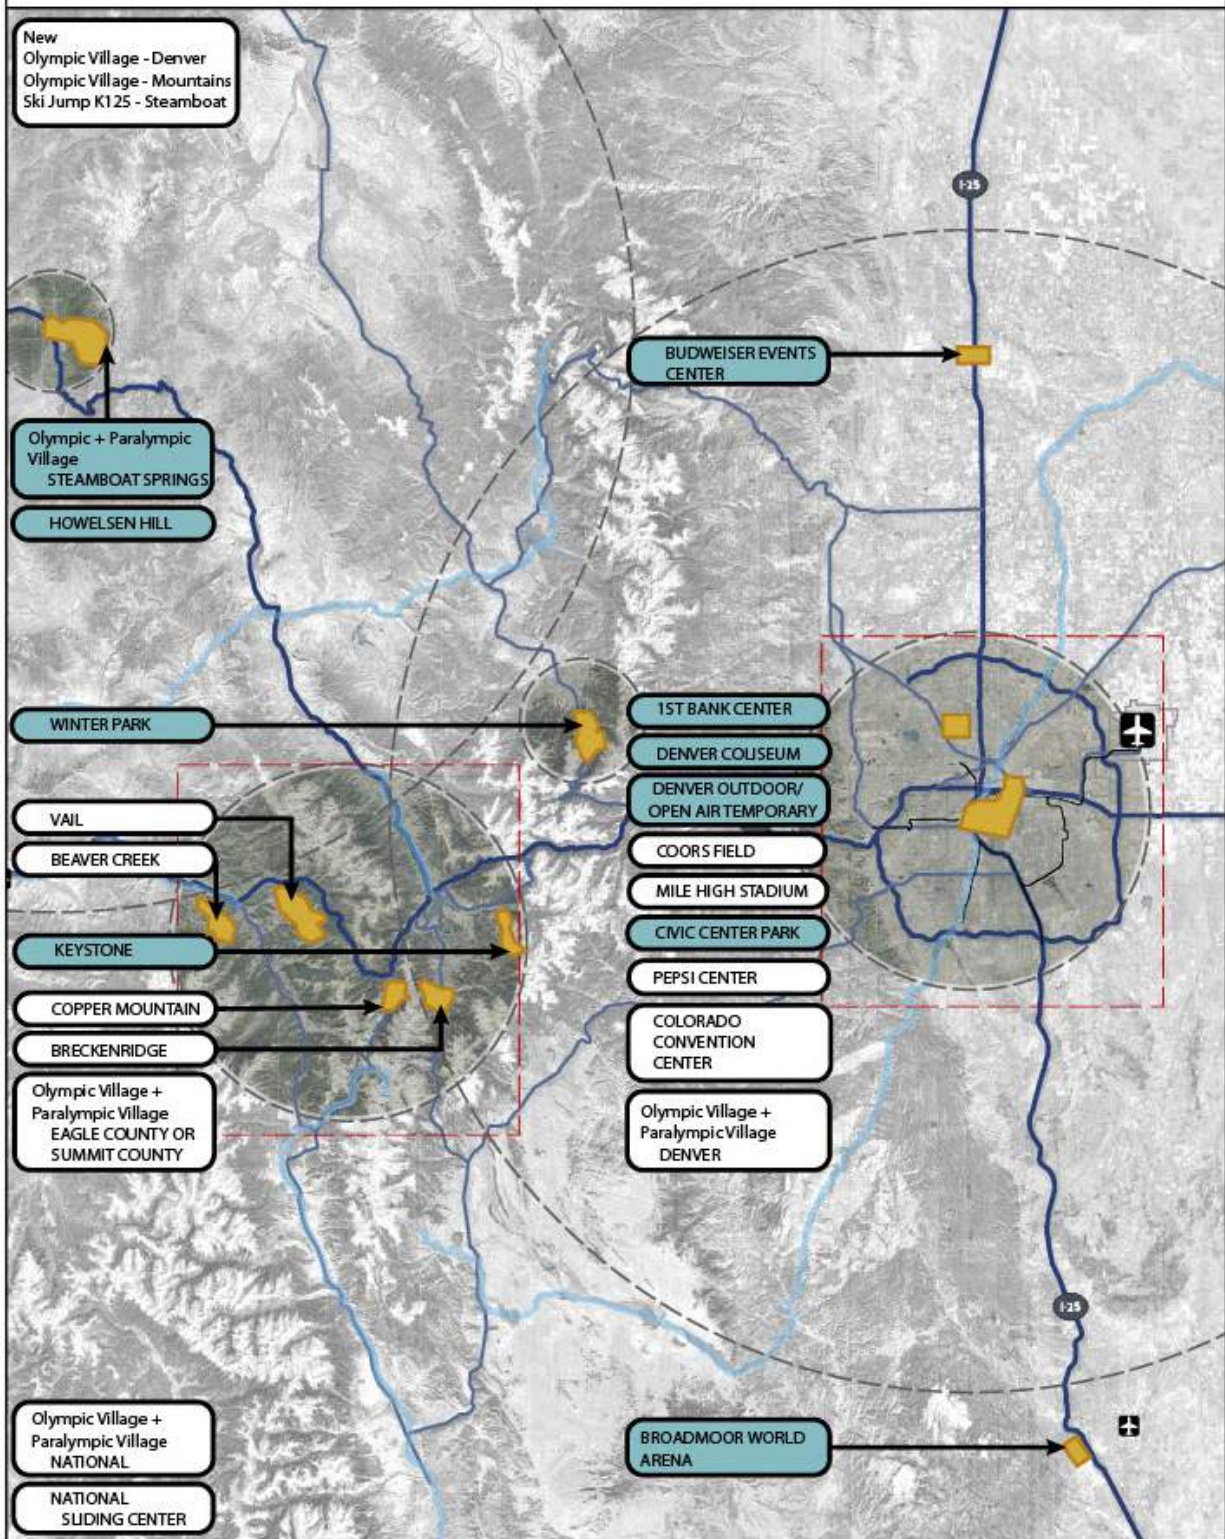 New
Olympic Village - Denver
Olympic Village - Mountains
Ski Jump K125 - Steamboat
I-25
BUDWEISER EVENTS
CENTER
Olympic + Paralympic
Village
STEAMBOAT SPRINGS
HOWELSEN HILL
WINTER PARK
VAIL
BEAVER CREEK
KEYSTONE
COPPER MOUNTAIN
BRECKENRIDGE
Olympic Village +
Paralympic Village
EAGLE COUNTY OR
SUMMIT COUNTY
1ST BANK CENTER
DENVER COLISEUM
DENVER OUTDOOR/
OPEN AIR TEMPORARY
COORS FIELD
MILE HIGH STADIUM
CIVIC CENTER PARK
PEPSI CENTER
COLORADO
CONVENTION
CENTER
Olympic Village +
Paralympic Village
DENVER
I-25
Olympic Village +
Paralympic Village
NATIONAL
NATIONAL
SLIDING CENTER
BROADMOOR WORLD
ARENA